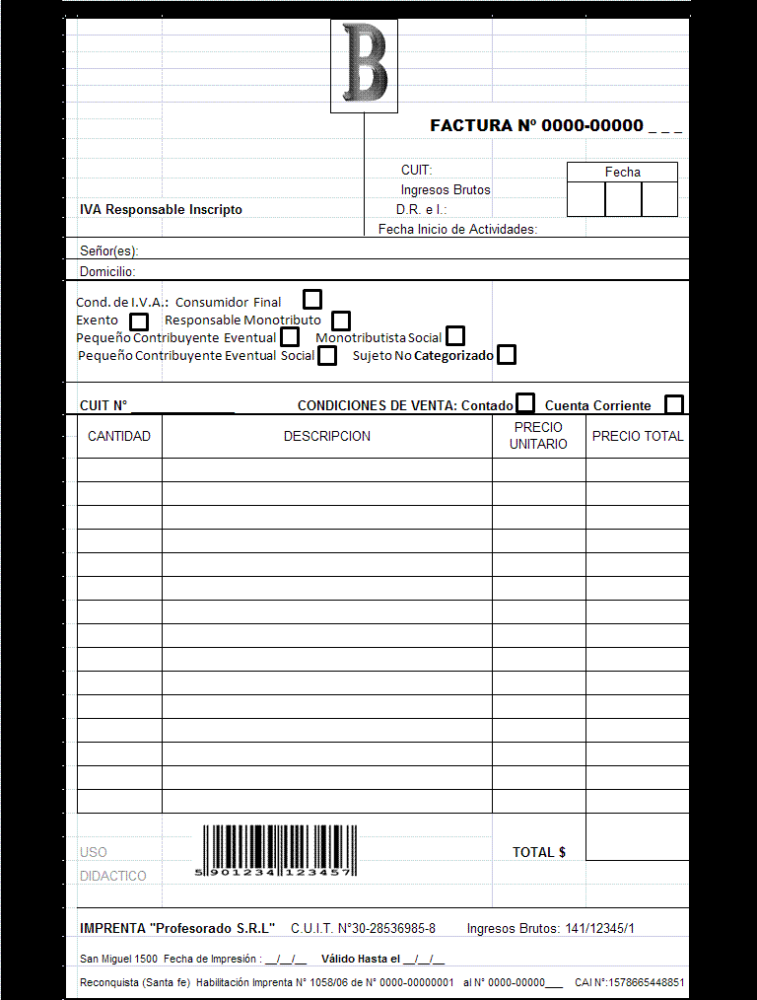 B
FACTURA Nº 0000-00000 _ _ _
CUIT:
Fecha
Ingresos Brutos
IVA Responsable Inscripto
D.R. e I.:
Fecha Inicio de Actividades:
Señor(es):
Domicilio:
Cond. de I.V.A.: Consumidor Final
Exento Responsable Monotributo
Pequeño Contribuyente Eventual Monotributista Social
Pequeño Contribuyente Eventual Social Sujeto No Categorizado
CUIT N° _______________ CONDICIONES DE VENTA: Contado Cuenta Corriente
CANTIDAD DESCRIPCION PRECIO UNITARIO PRECIO TOTAL
5 901234 123457
USO
DIDACTICO
TOTAL $
IMPRENTA "Profesorado S.R.L" C.U.I.T. N°30-28536985-8 Ingresos Brutos: 141/12345/1
San Miguel 1500 Fecha de Impresión : __/__/__ Válido Hasta el __/__/__
Reconquista (Santa fe) Habilitación Imprenta N° 1058/06 de N° 0000-00000001 al N° 0000-00000___ CAI N°:1578665448851